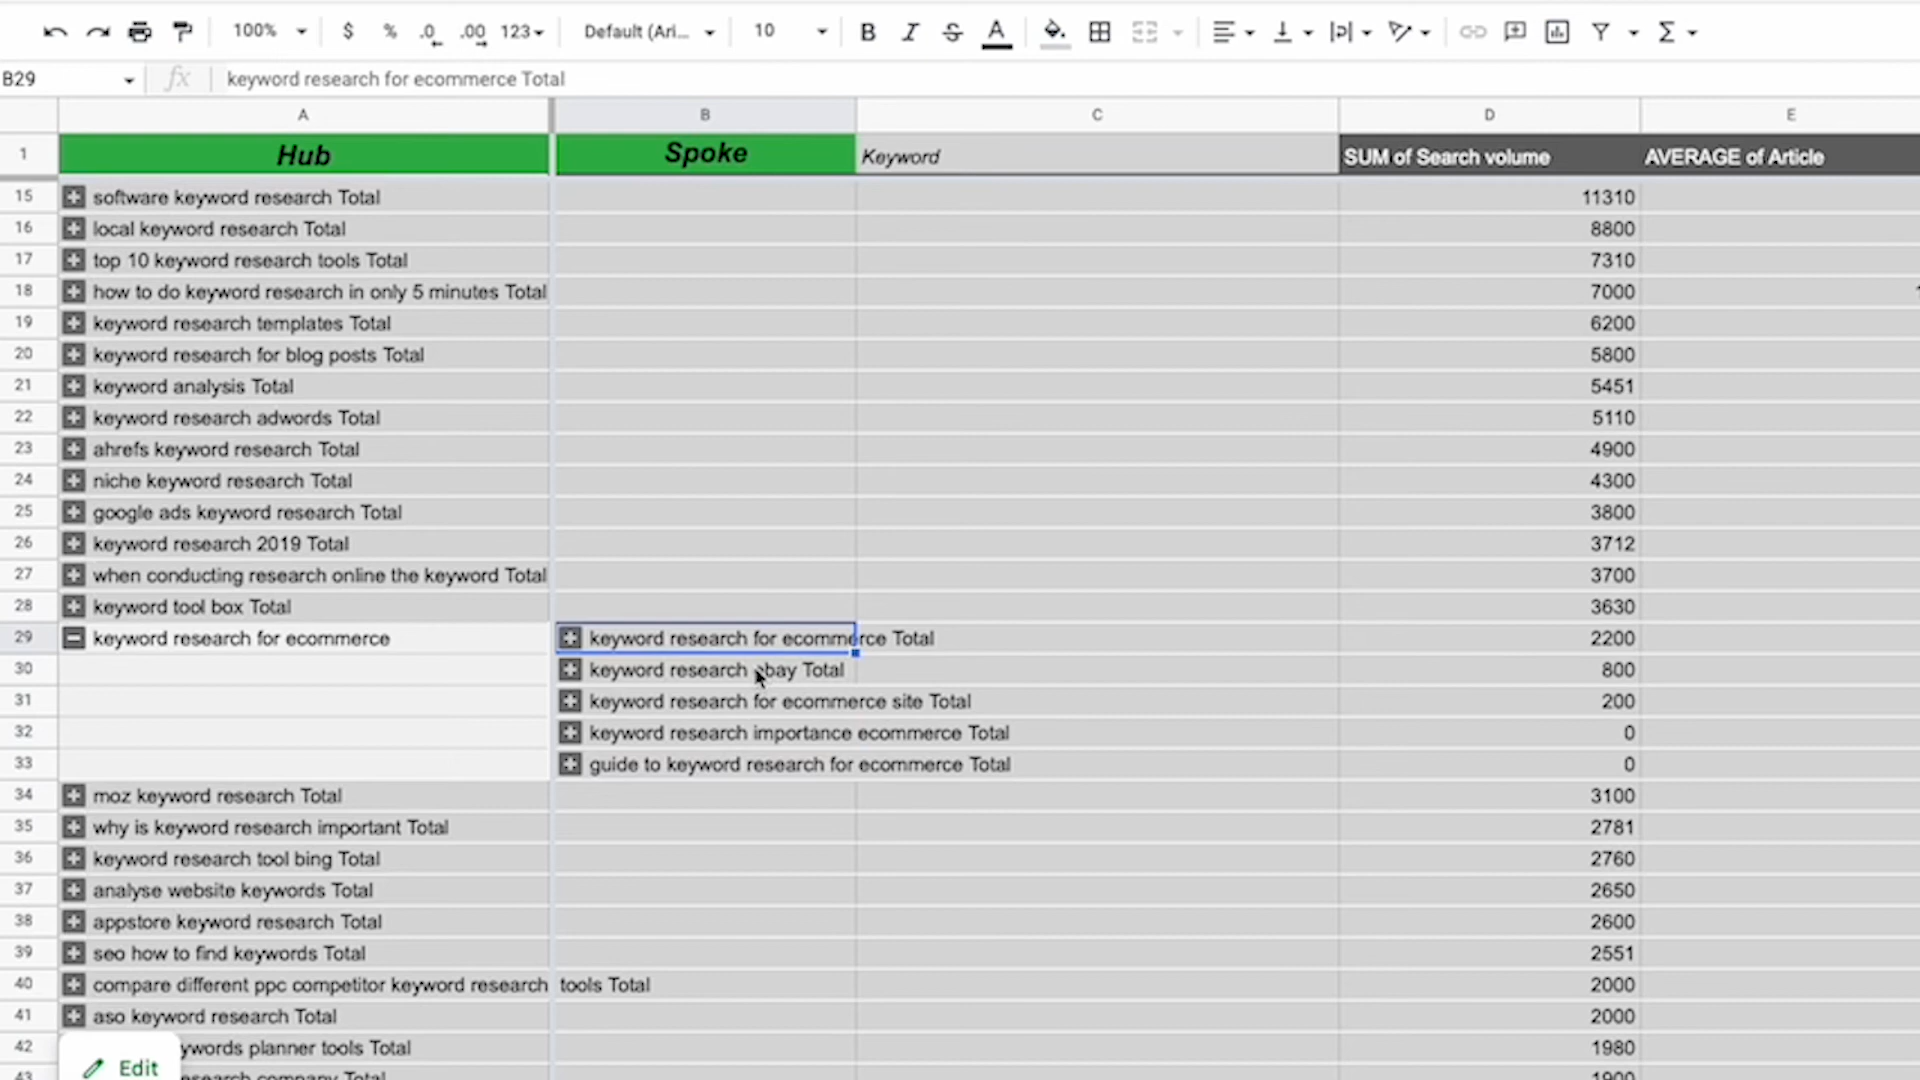 100% $ % .0 .00 123 Default (Ari... 10 B I S A
B29 fx keyword research for ecommerce Total
A B C D E
1 Hub Spoke Keyword SUM of Search volume AVERAGE of Article
15 software keyword research Total 11310
16 local keyword research Total 8800
17 top 10 keyword research tools Total 7310
18 how to do keyword research in only 5 minutes Total 7000
19 keyword research templates Total 6200
20 keyword research for blog posts Total 5800
21 keyword analysis Total 5451
22 keyword research adwords Total 5110
23 ahrefs keyword research Total 4900
24 niche keyword research Total 4300
25 google ads keyword research Total 3800
26 keyword research 2019 Total 3712
27 when conducting research online the keyword Total 3700
28 keyword tool box Total 3630
29 keyword research for ecommerce keyword research for ecommerce Total 2200
30 keyword research Total 800
31 keyword research for ecommerce site Total 200
32 keyword research importance ecommerce Total 0
33 guide to keyword research for ecommerce Total 0
34 moz keyword research Total 3100
35 why is keyword research important Total 2781
36 keyword research tool bing Total 2760
37 analyse website keywords Total 2650
38 appstore keyword research Total 2600
39 seo how to find keywords Total 2551
40 compare different ppc competitor keyword research tools Total 2000
41 aso keyword research Total 2000
42 planner tools Total 1980
Edit